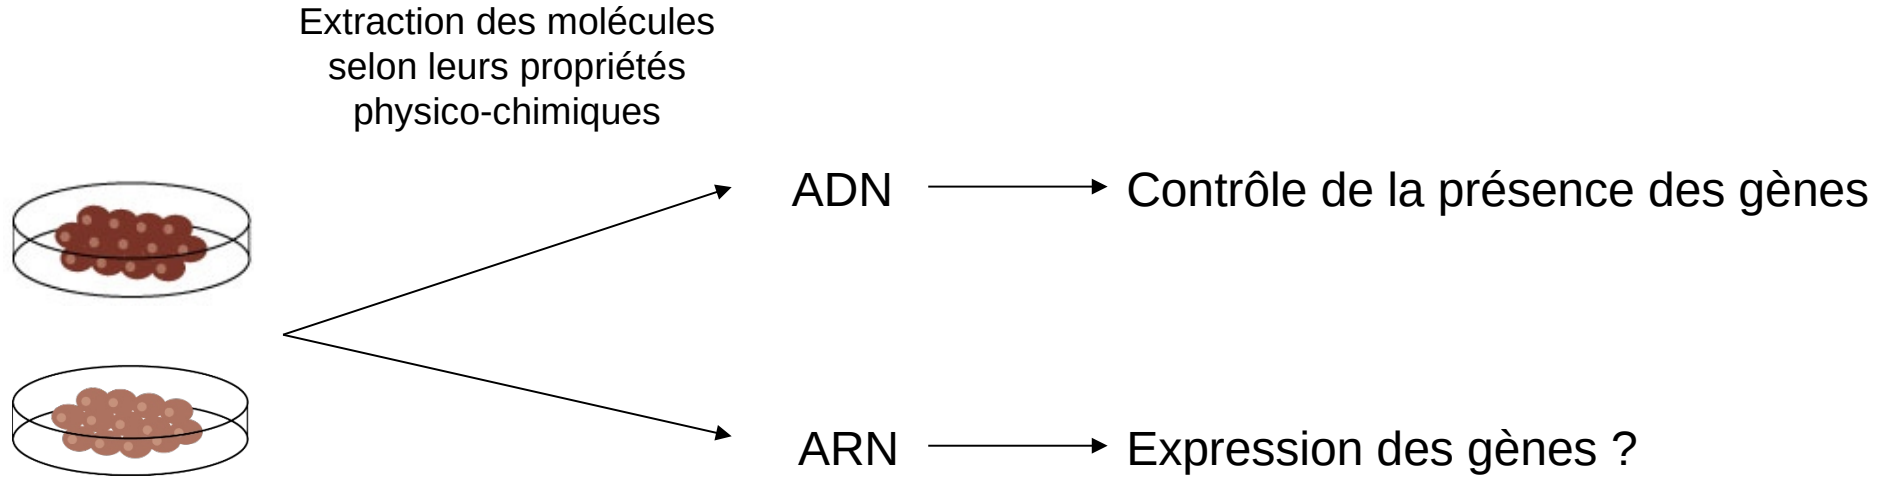 Extraction des molécules
selon leurs propriétés
physico-chimiques
ADN
Contrôle de la présence des gènes
ARN
Expression des gènes ?